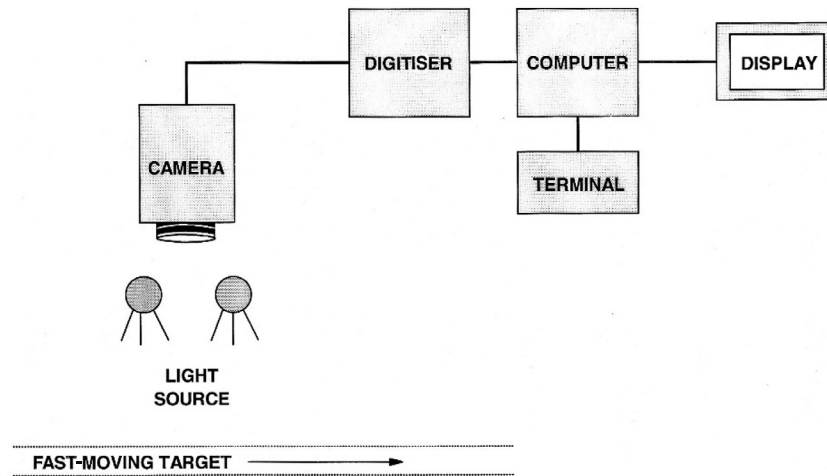 DIGITISER
COMPUTER
DISPLAY
CAMERA
TERMINAL
LIGHT
SOURCE
FAST-MOVING TARGET